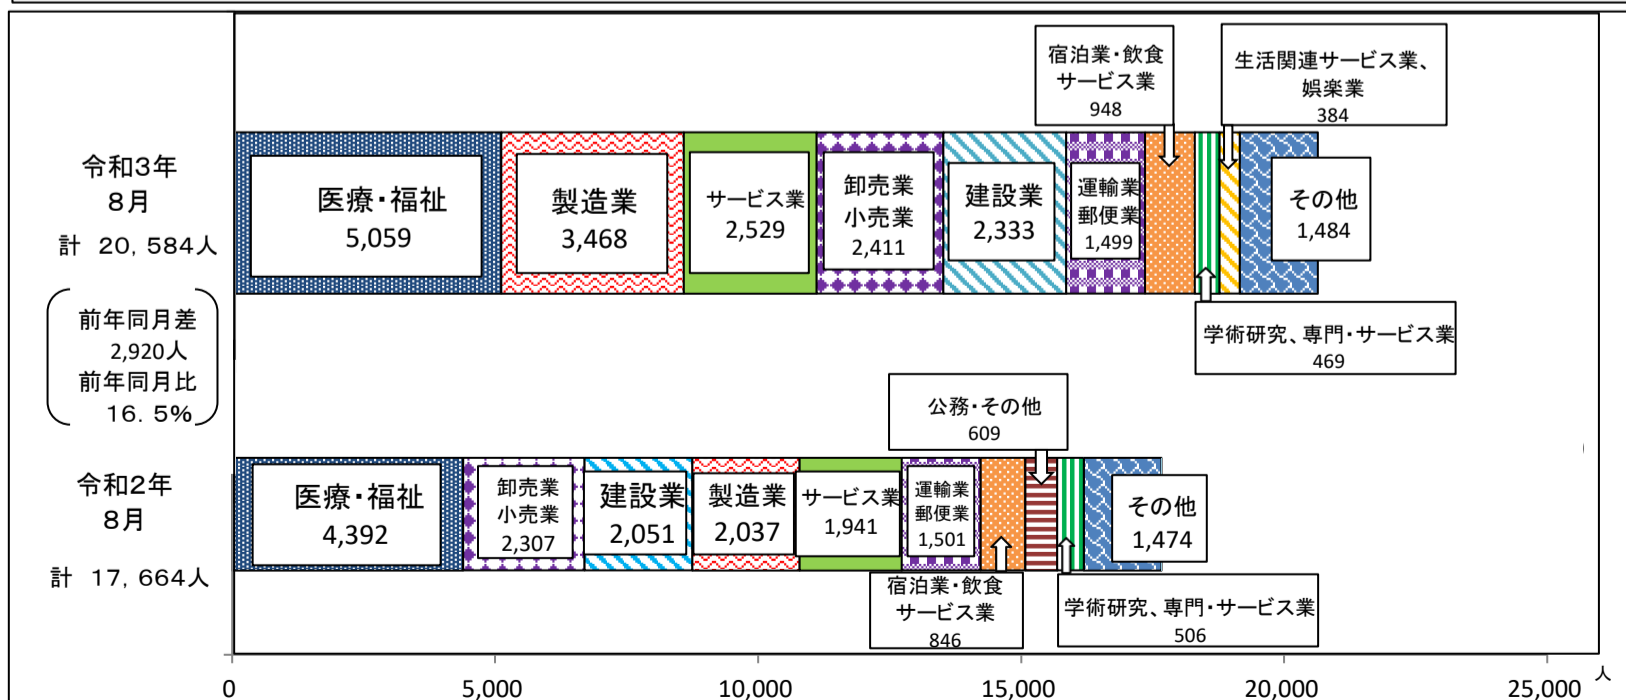 宿泊業・飲食
サービス業
948
生活関連サービス業、
娯楽業
384
令和3年
8月
計 20,584人
医療・福祉
5,059
製造業
3,468
サービス業
2,529
卸売業
小売業
2,411
建設業
2,333
運輸業
郵便業
1,499
その他
1,484
学術研究、専門・サービス業
469
前年同月差
2,920人
前年同月比
16.5%
公務・その他
609
令和2年
8月
計 17,664人
医療・福祉
4,392
卸売業
小売業
2,307
建設業
2,051
製造業
2,037
サービス業
1,941
運輸業
郵便業
1,501
その他
1,474
宿泊業・飲食
サービス業
846
学術研究、専門・サービス業
506
0 5,000 10,000 15,000 20,000 25,000 人